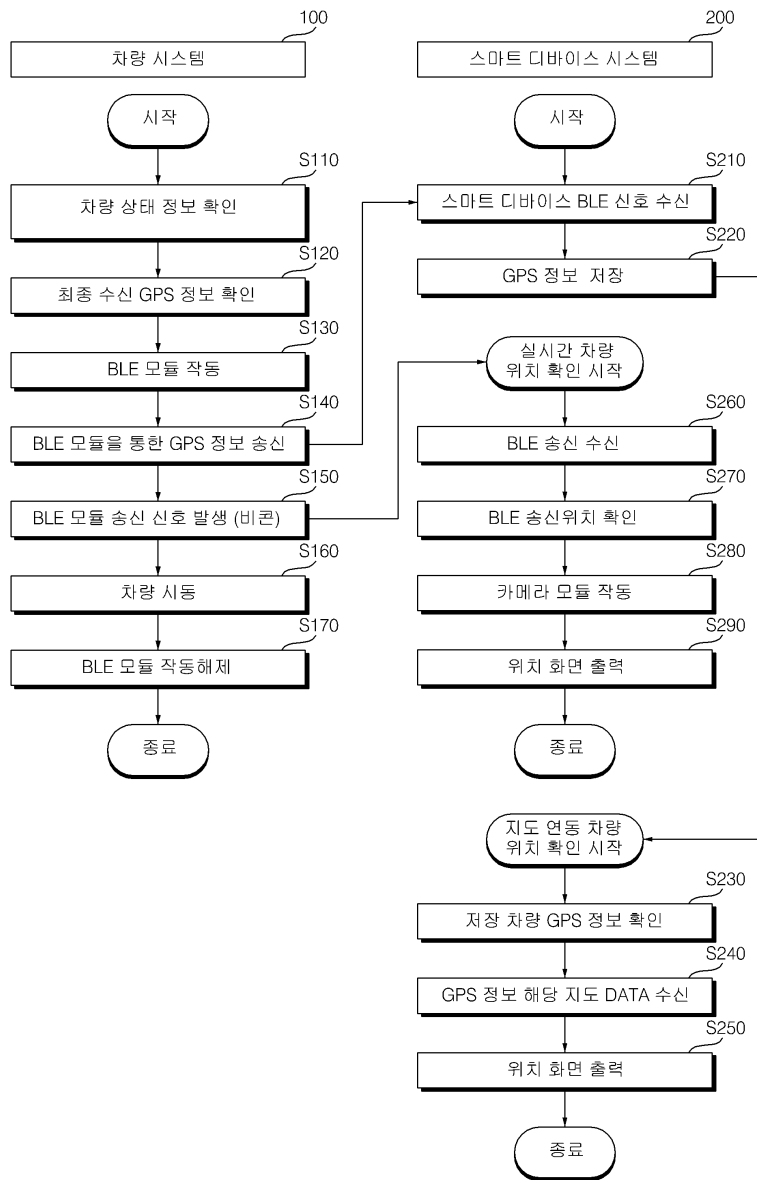 100
차량 시스템
시작
S110
차량 상태 정보 확인
S120
최종 수신 GPS 정보 확인
S130
BLE 모듈 작동
S140
BLE 모듈을 통한 GPS 정보 송신
S150
BLE 모듈 송신 신호 발생 (비콘)
S160
차량 시동
S170
BLE 모듈 작동해제
종료
200
스마트 디바이스 시스템
시작
S210
스마트 디바이스 BLE 신호 수신
S220
GPS 정보 저장
실시간 차량
위치 확인 시작
S260
BLE 송신 수신
S270
BLE 송신위치 확인
S280
카메라 모듈 작동
S290
위치 화면 출력
종료
지도 연동 차량
위치 확인 시작
S230
저장 차량 GPS 정보 확인
S240
GPS 정보 해당 지도 DATA 수신
S250
위치 화면 출력
종료